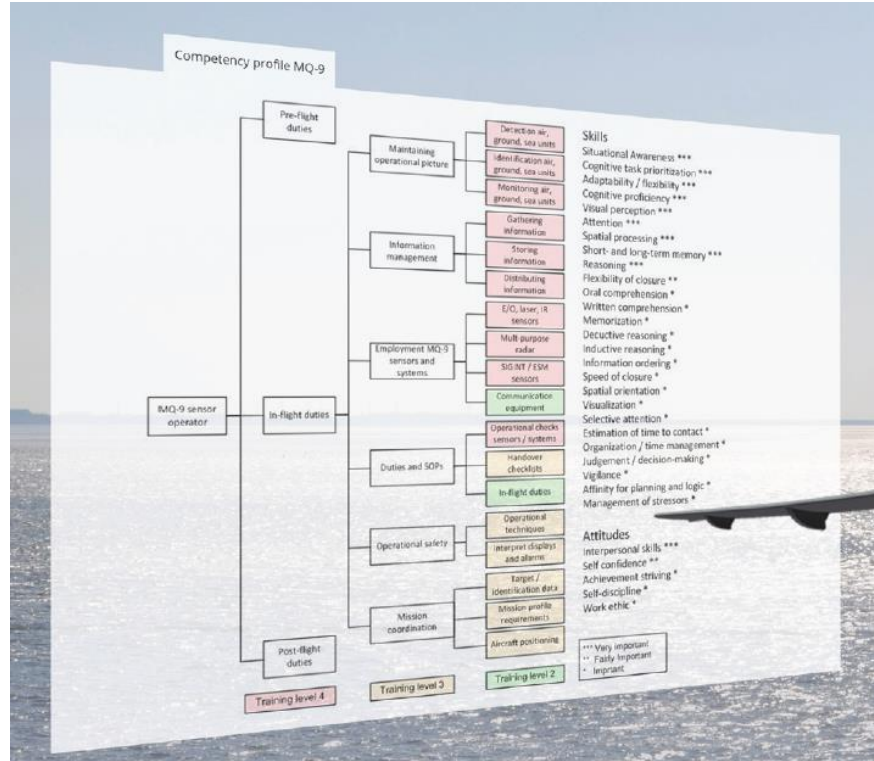 Competency profile MQ-9
Pre-flight
duties
Maintaining
operational picture
Detection air,
ground, sea units
Identification air,
ground, sea units
Monitoring air,
ground, sea units
Information
management
Gathering
information
Storing
information
Distributing
information
Employment MQ-9
sensors and
systems
E/O, laser, IR
sensors
Multi-purpose
radar
SIGINT / ESM
sensors
Communication
equipment
IMQ-9 sensor
operator
In-flight duties
Duties and SOPs
Operational checks
sensors / systems
Handover
checklists
In-flight duties
Operational safety
Operational
techniques
Interpret displays
and alarms
Mission
coordination
Target /
identification data
Mission profile
requirements
Aircraft positioning
Post-flight
duties
Training level 4
Training level 3
Training level 2
Skills
Situational Awareness ***
Cognitive task prioritization ***
Adaptability / flexibility ***
Cognitive proficiency ***
Visual perception ***
Attention ***
Spatial processing ***
Short- and long-term memory ***
Reasoning ***
Flexibility of closure **
Oral comprehension *
Written comprehension *
Memorization *
Decuctive reasoning *
Inductive reasoning *
Information ordering *
Speed of closure *
Spatial orientation *
Visualization *
Selective attention *
Estimation of time to contact *
Organization / time management *
Judgement / decision-making *
Vigilance *
Affinity for planning and logic *
Management of stressors *
Attitudes
Interpersonal skills ***
Self confidence **
Achievement striving *
Self-discipline *
Work ethic *
*** Very important
** Fairly Important
* Imprtant